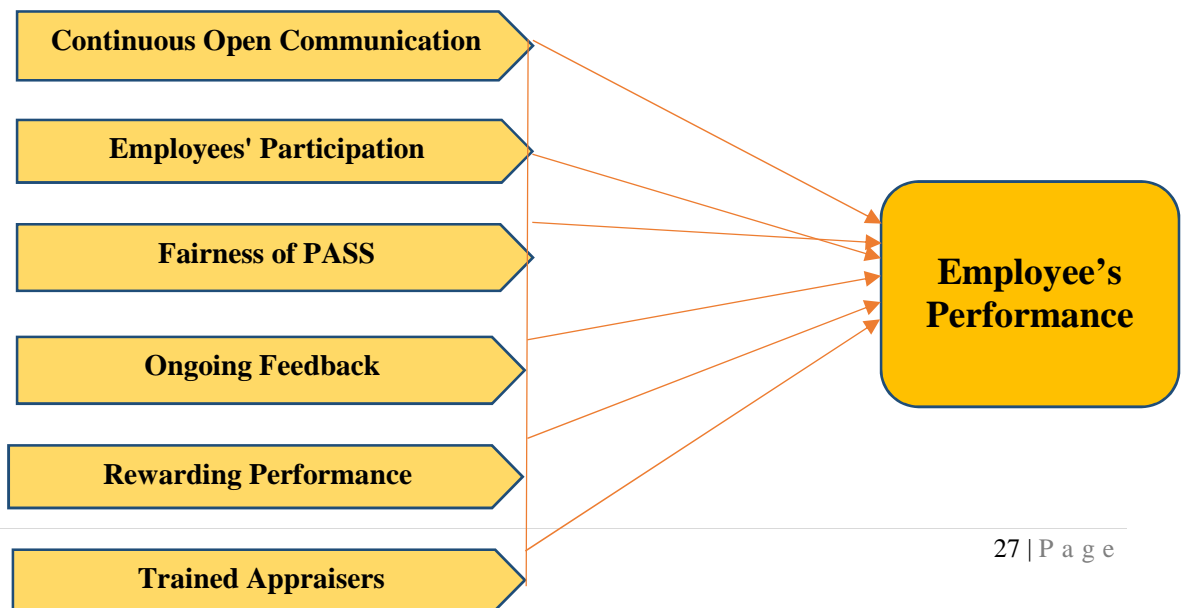 Continuous Open Communication
Employees' Participation
Fairness of PASS
Ongoing Feedback
Rewarding Performance
Trained Appraisers
Employee’s
Performance
27 | P a g e